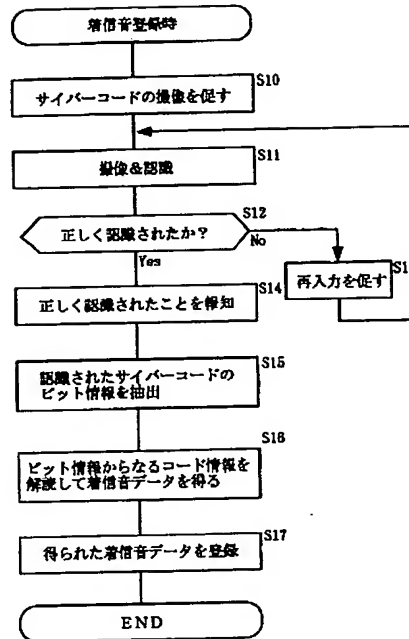 着信音登録時
S10
サイバーコードの撮像を促す
S11
撮像&認識
S12
正しく認識されたか?
No
Yes
S14
正しく認識されたことを報知
S1
再入力を促す
S15
認識されたサイバーコードの
ビット情報を抽出
S16
ビット情報からなるコード情報を
解読して着信音データを得る
S17
得られた着信音データを登録
END